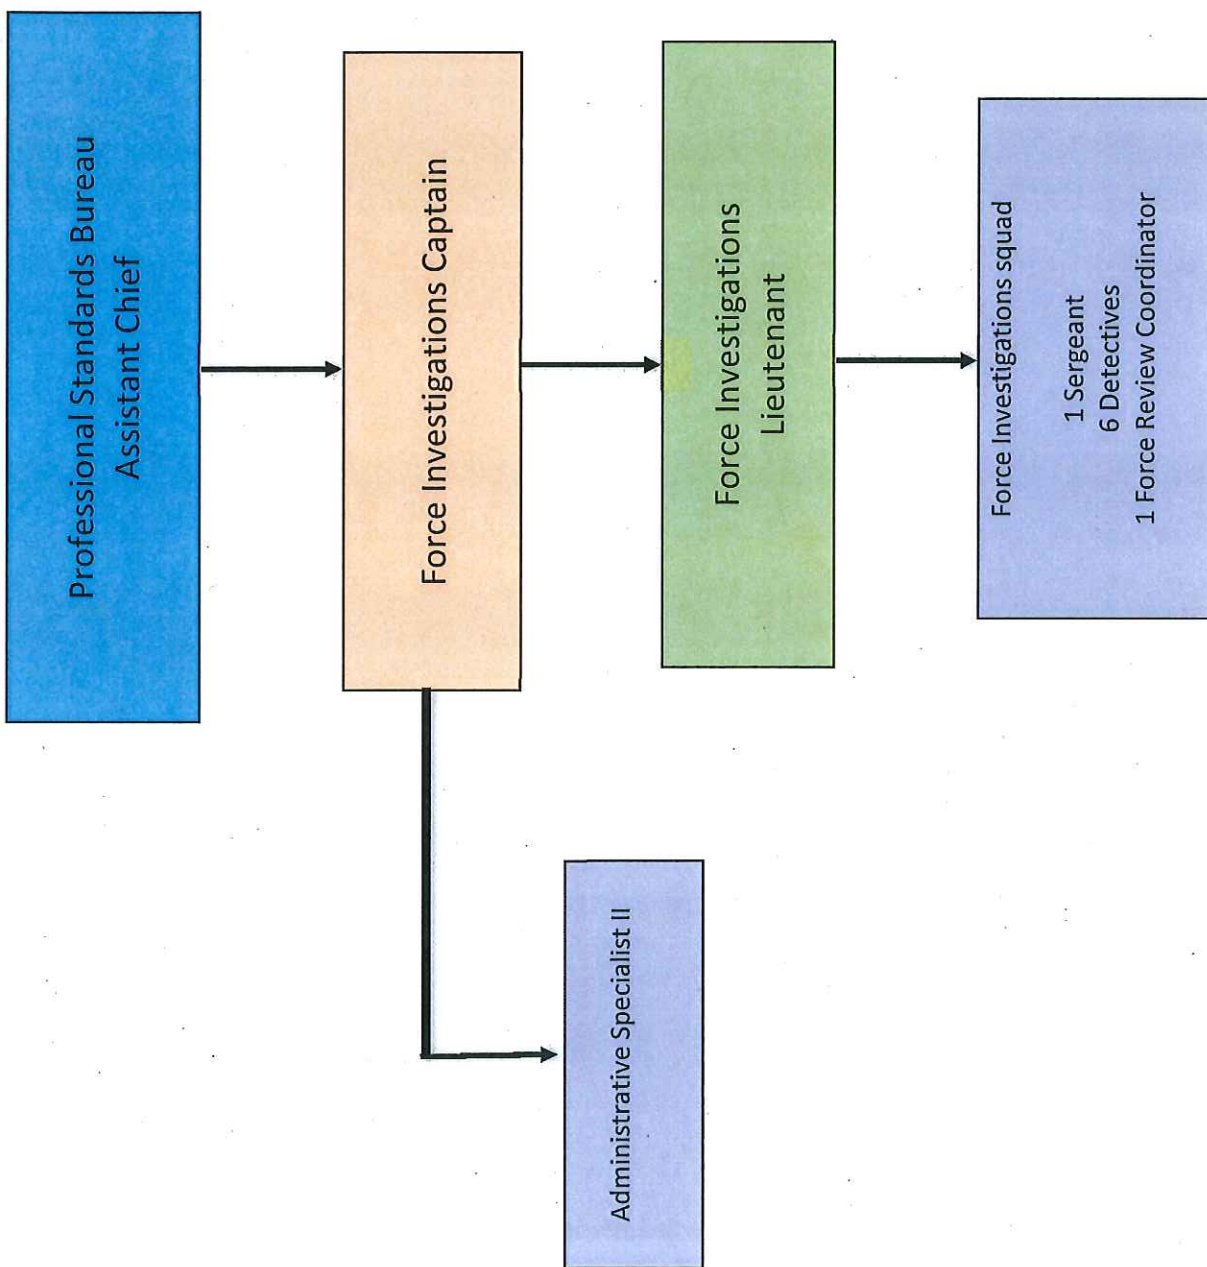 Professional Standards Bureau
Assistant Chief
Force Investigations Captain
Administrative Specialist II
Force Investigations
Lieutenant
Force Investigations squad
1 Sergeant
6 Detectives
1 Force Review Coordinator